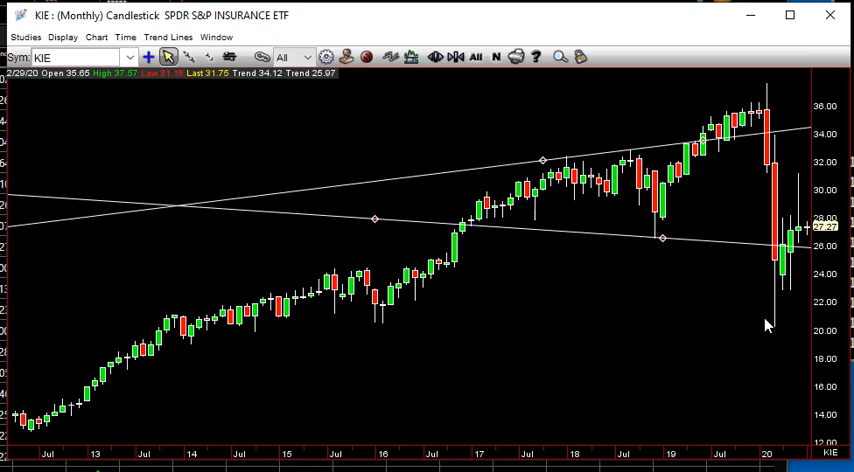 KIE : (Monthly) Candlestick SPDR S&P INSURANCE ETF
Studies Display Chart Time Trend Lines Window
Sym: KIE All All N ?
2/29/20 Open 35.65 High 37.57 Low 31.16 Last 31.75 Trend 34.12 Trend 25.97
36.00
34.00
32.00
30.00
28.00
27.27
26.00
24.00
22.00
20.00
18.00
16.00
14.00
12.00
Jul 13 Jul 14 Jul 15 Jul 16 Jul 17 Jul 18 Jul 19 Jul 20 KIE